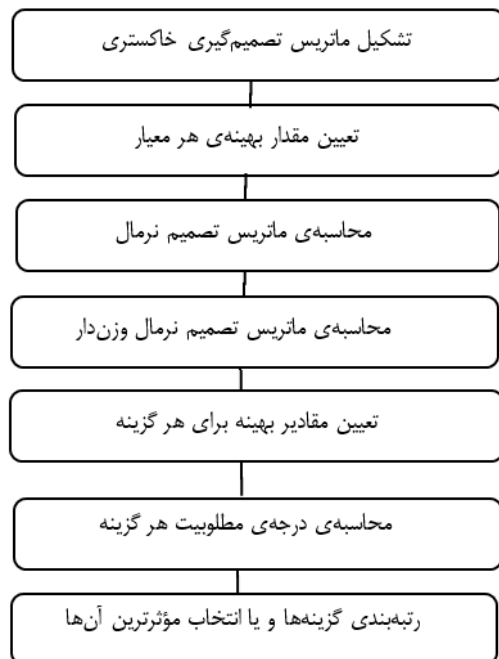 تشکیل ماتریس تصمیم‌گیری خاکستری
تعیین مقدار بهینه‌ی هر معیار
محاسبه‌ی ماتریس تصمیم نرمال
محاسبه‌ی ماتریس تصمیم نرمال وزن‌دار
تعیین مقادیر بهینه برای هر گزینه
محاسبه‌ی درجه‌ی مطلوبیت هر گزینه
رتبه‌بندی گزینه‌ها و یا انتخاب مؤثرترین آن‌ها